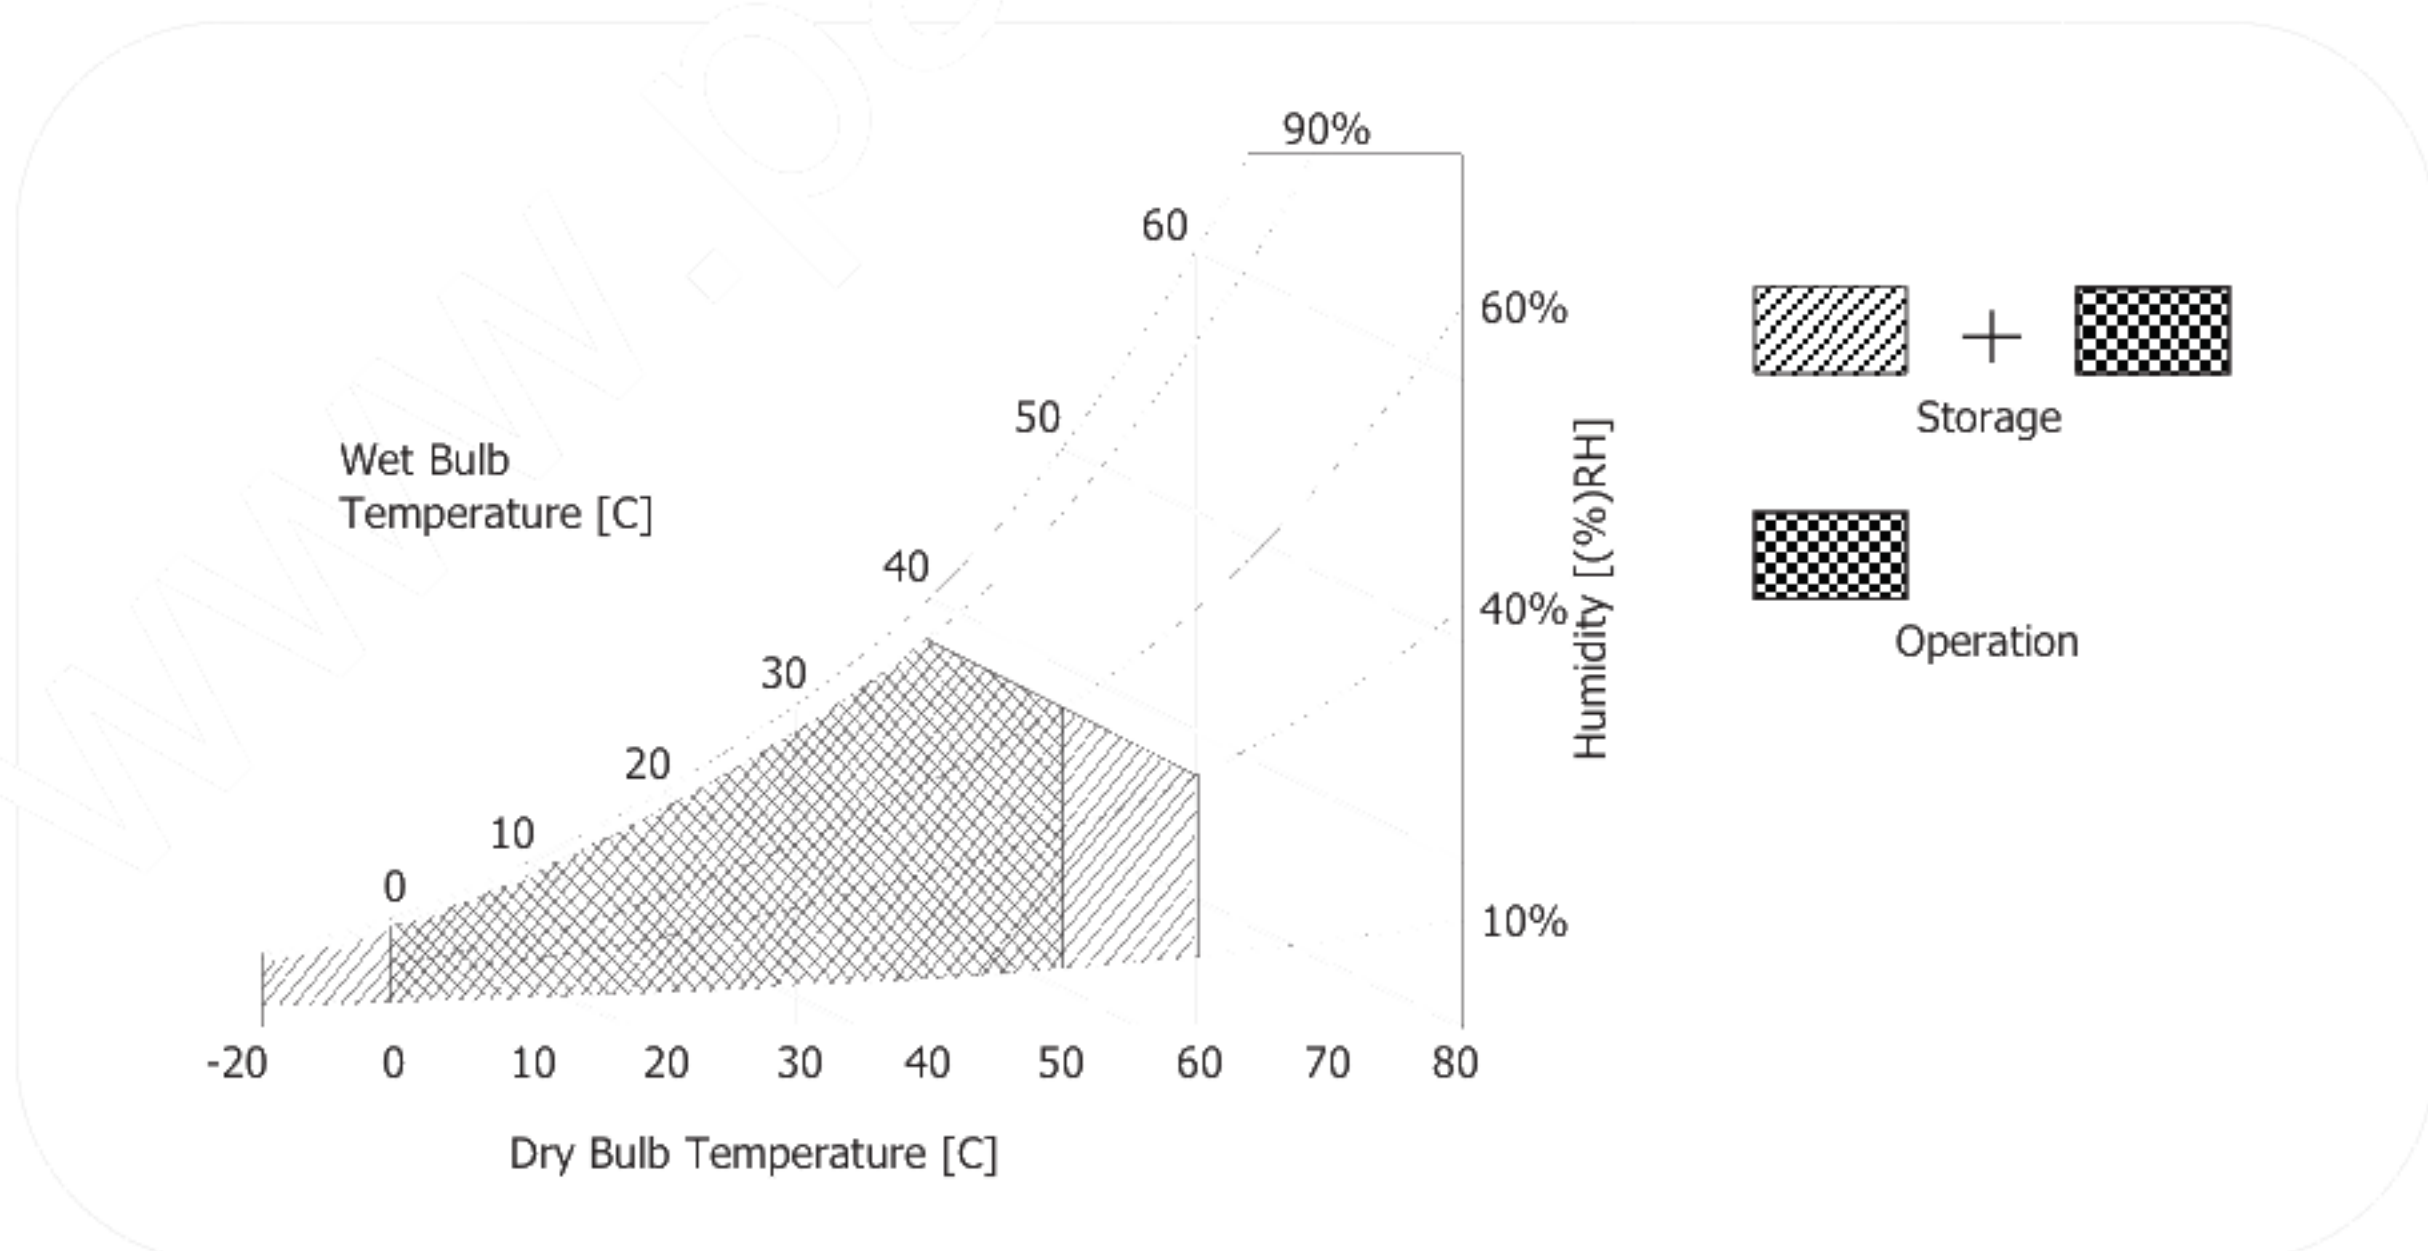 90%
60
60%
50
Wet Bulb
Temperature [C]
40
40%
30
20
10
0
10%
Humidity [(%)RH]
-20 0 10 20 30 40 50 60 70 80
Dry Bulb Temperature [C]
+
Storage
Operation
www.p